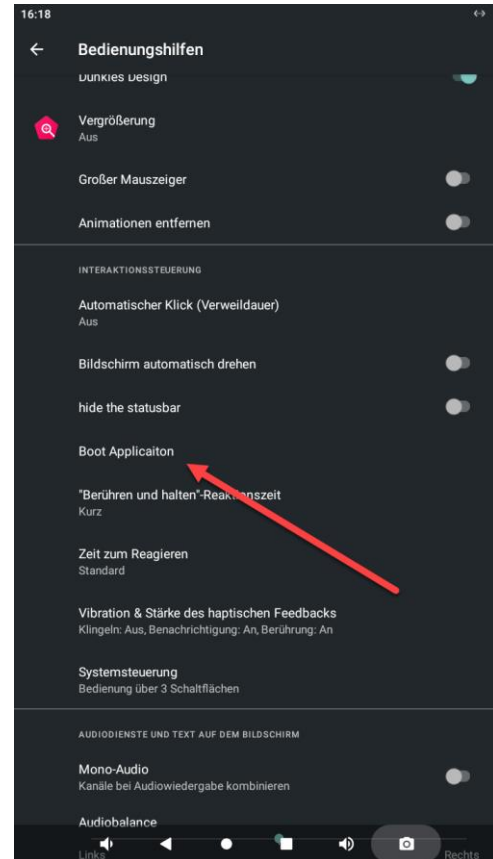 16:18
Bedienungshilfen
Dunkles Design
Vergrößerung
Aus
Großer Mauszeiger
Animationen entfernen
INTERAKTIONSSTEUERUNG
Automatischer Klick (Verweildauer)
Aus
Bildschirm automatisch drehen
hide the statusbar
Boot Applicaiton
"Berühren und halten"-Reaktionszeit
Kurz
Zeit zum Reagieren
Standard
Vibration & Stärke des haptischen Feedbacks
Klingeln: Aus, Benachrichtigung: An, Berührung: An
Systemsteuerung
Bedienung über 3 Schaltflächen
AUDIODIENSTE UND TEXT AUF DEM BILDSCHIRM
Mono-Audio
Kanäle bei Audiowiedergabe kombinieren
Audiobalance
Links Rechts